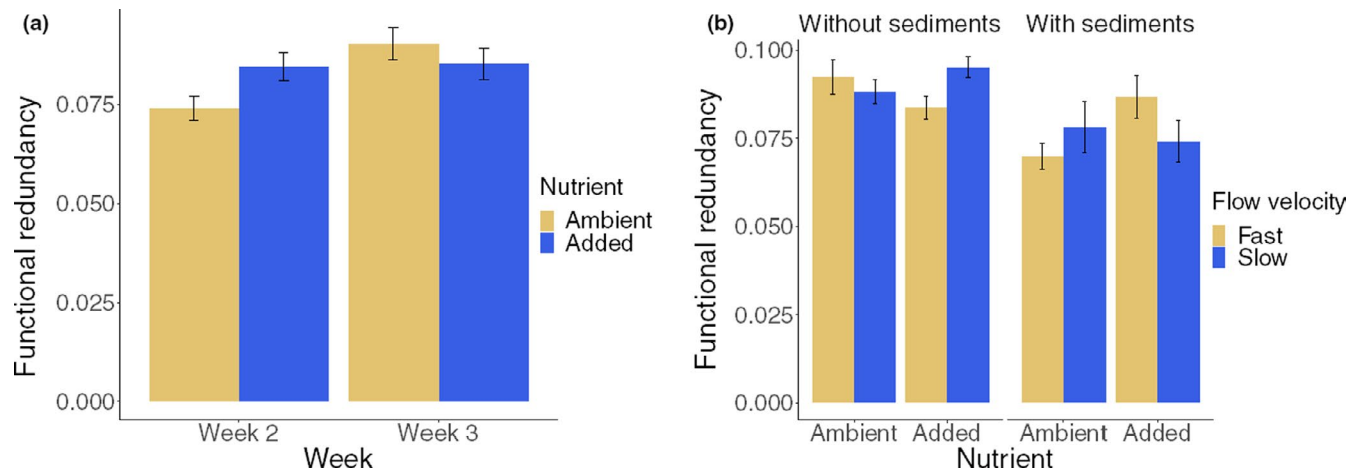 (a)
Functional redundancy
0.075
0.050
0.025
0.000
Week 2
Week 3
Week
Nutrient
Ambient
Added
(b)
Without sediments
With sediments
Functional redundancy
0.100
0.075
0.050
0.025
0.000
Ambient
Added
Ambient
Added
Nutrient
Flow velocity
Fast
Slow